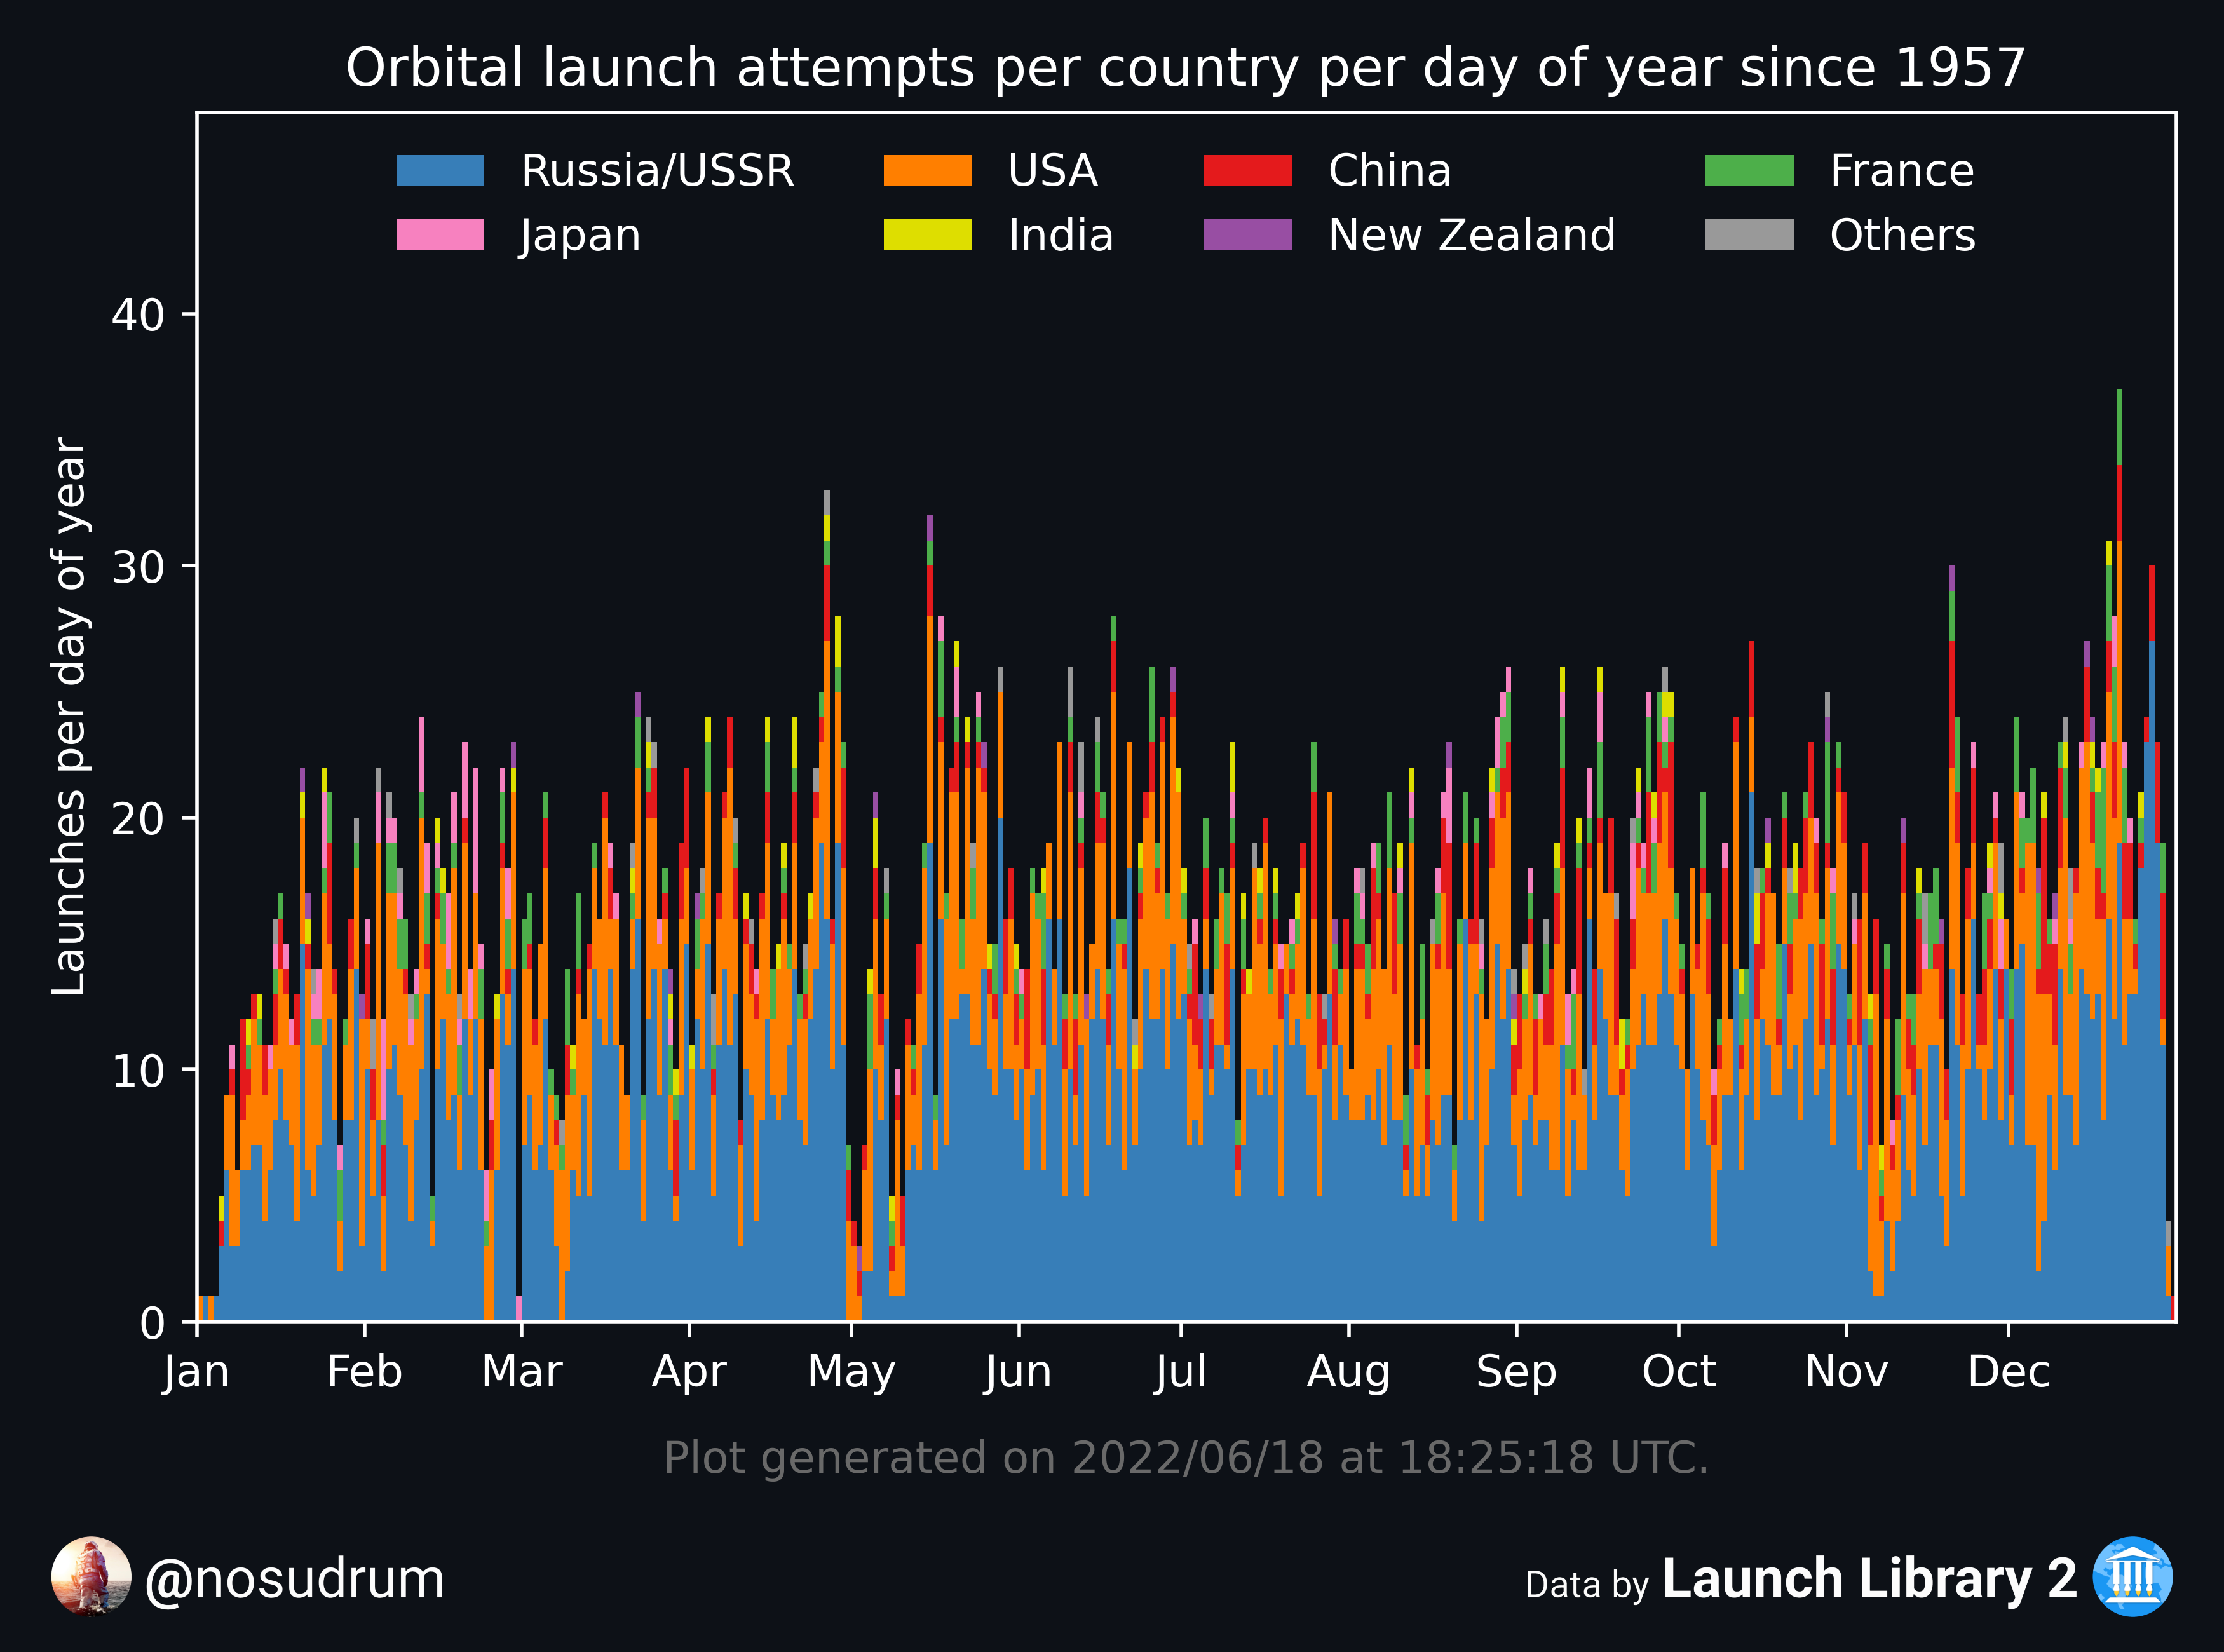 Orbital launch attempts per country per day of year since 1957
Russia/USSR USA China France
Japan India New Zealand Others
Launches per day of year
40
30
20
10
0
Jan Feb Mar Apr May Jun Jul Aug Sep Oct Nov Dec
Plot generated on 2022/06/18 at 18:25:18 UTC.
@nosudrum
Data by Launch Library 2